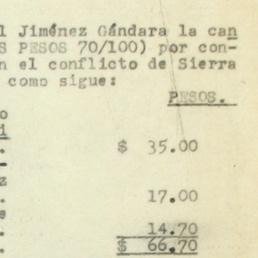 l Jiménez Gándara la can
S PESOS 70/100) por con-
n el conflicto de Sierra
como sigue:
PESOS.
o
i
. $ 35.00
z
. 17.00
e
. 14.70
. $ 66.70